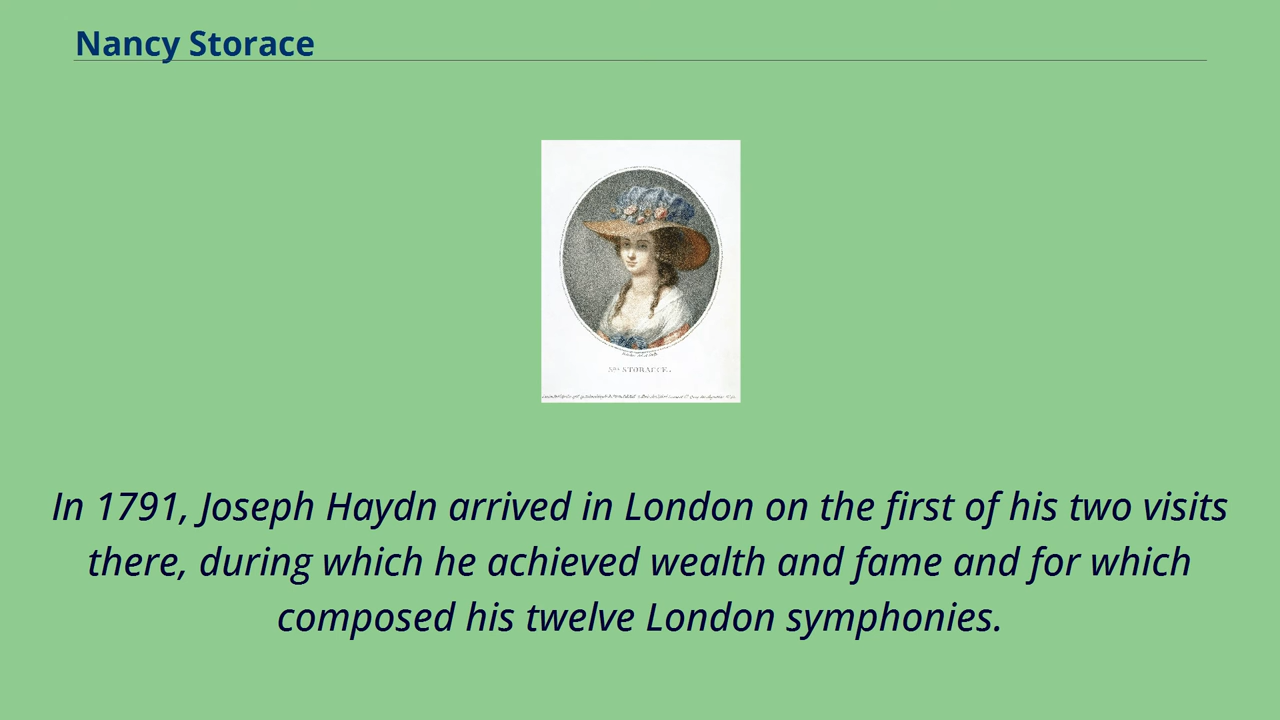 Nancy Storace
STORACCE.
In 1791, Joseph Haydn arrived in London on the first of his two visits
there, during which he achieved wealth and fame and for which
composed his twelve London symphonies.